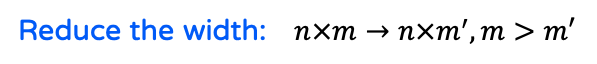 Reduce the width: n×m → n×m′, m > m′